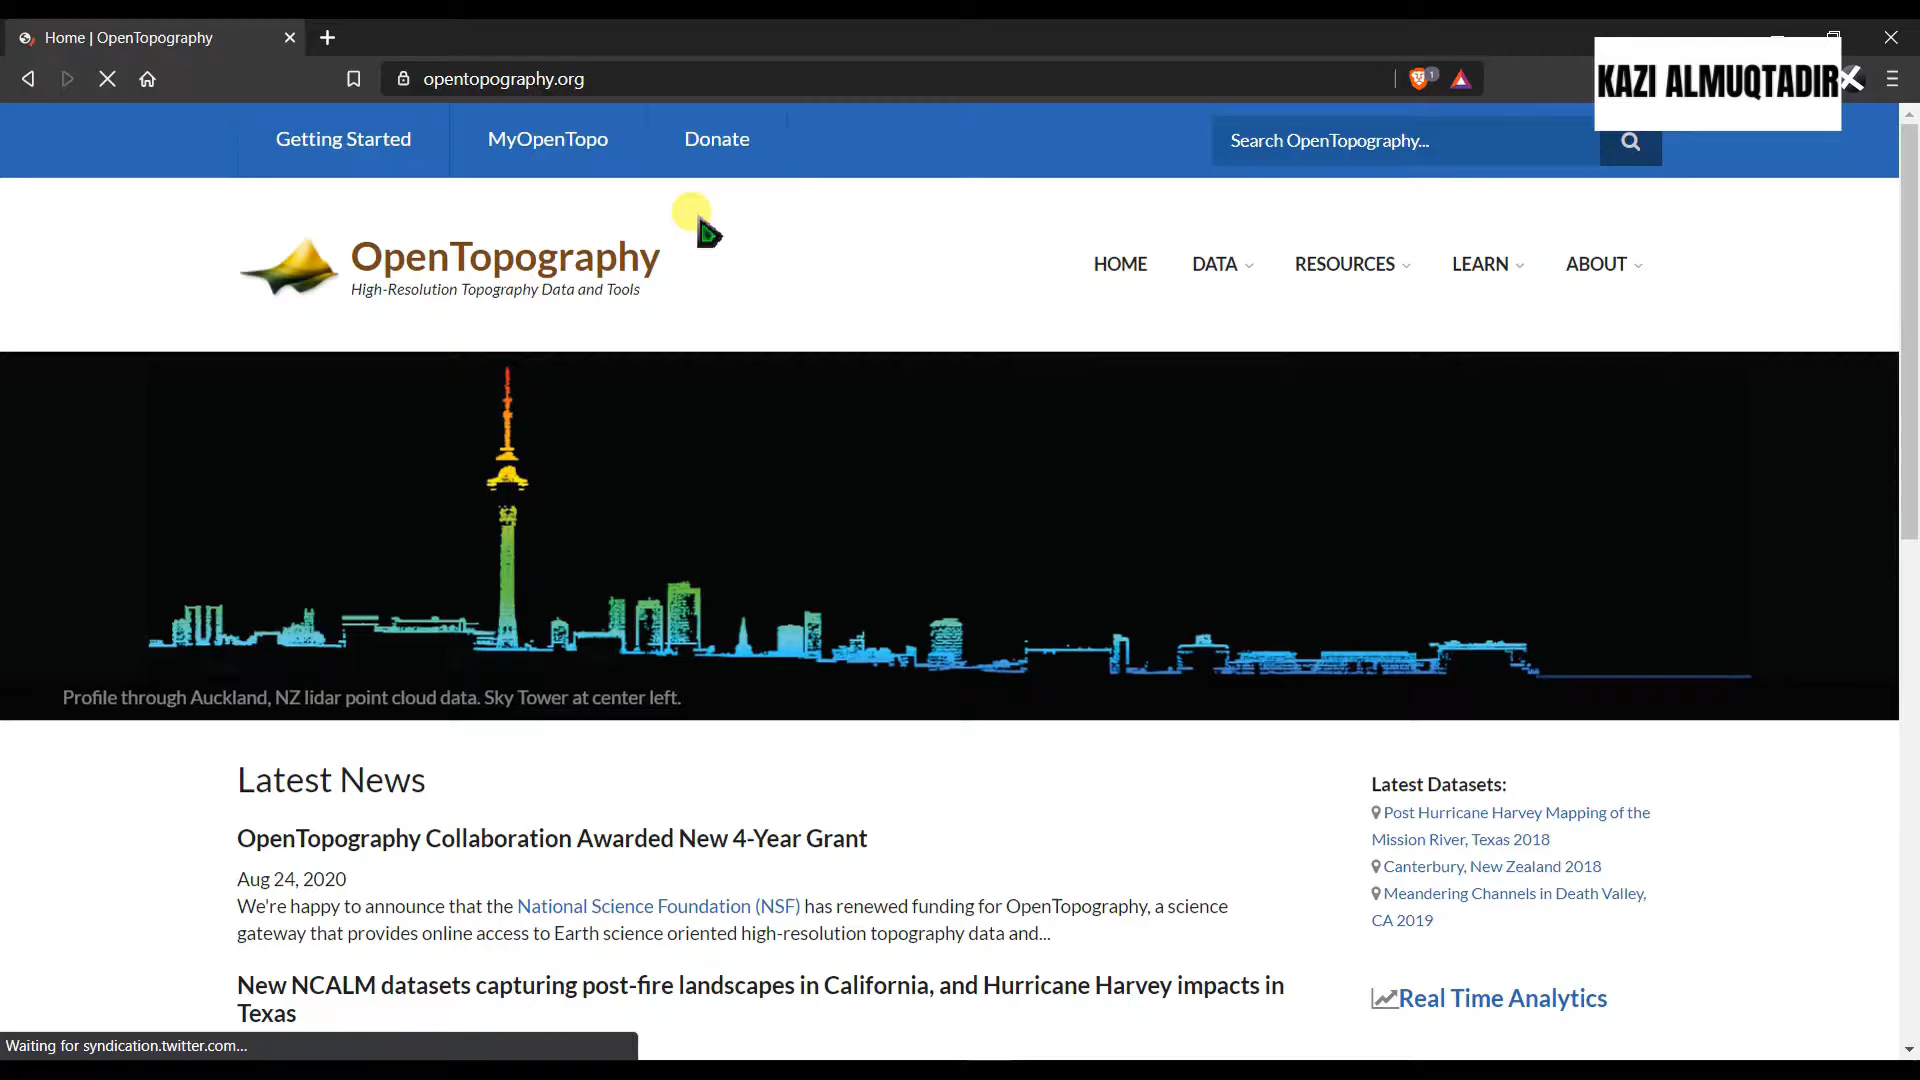 Home | OpenTopography
opentopography.org
1
KAZI ALMUQTADIR
Getting Started
MyOpenTopo
Donate
Search OpenTopography...
OpenTopography
High-Resolution Topography Data and Tools
HOME
DATA
RESOURCES
LEARN
ABOUT
Profile through Auckland, NZ lidar point cloud data. Sky Tower at center left.
Latest News
OpenTopography Collaboration Awarded New 4-Year Grant
Aug 24, 2020
We're happy to announce that the National Science Foundation (NSF) has renewed funding for OpenTopography, a science
gateway that provides online access to Earth science oriented high-resolution topography data and...
New NCALM datasets capturing post-fire landscapes in California, and Hurricane Harvey impacts in
Texas
Latest Datasets:
Post Hurricane Harvey Mapping of the
Mission River, Texas 2018
Canterbury, New Zealand 2018
Meandering Channels in Death Valley,
CA 2019
Real Time Analytics
Waiting for syndication.twitter.com...